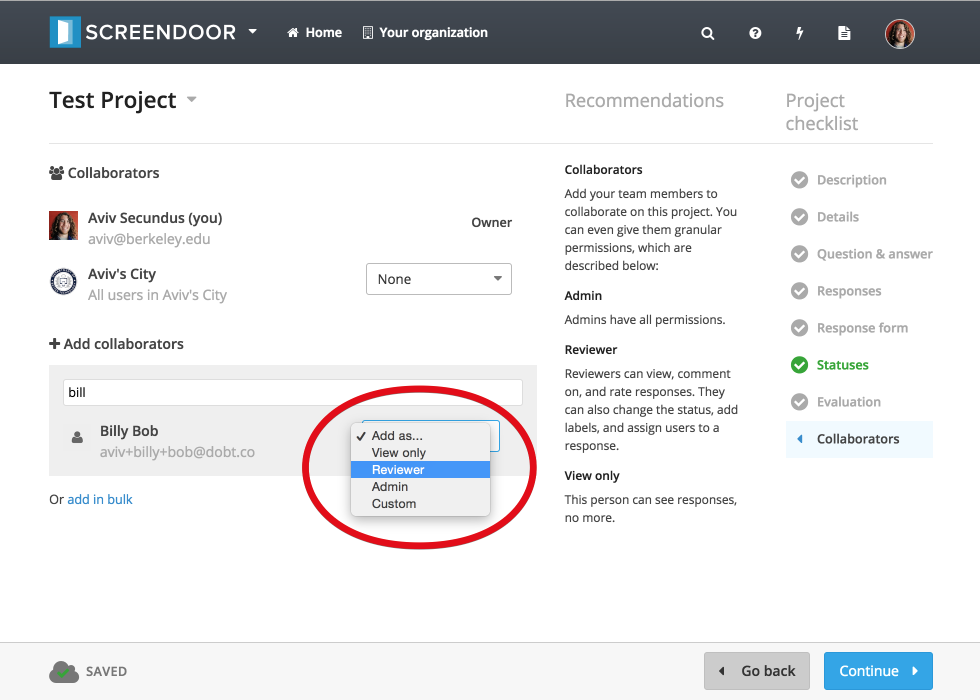 SCREENDOOR
Home
Your organization
Test Project
Recommendations
Project
checklist
Collaborators
Aviv Secundus (you)
aviv@berkeley.edu
Owner
Aviv's City
All users in Aviv's City
None
Add collaborators
bill
Billy Bob
aviv+billy+bob@dobt.co
Add as...
View only
Reviewer
Admin
Custom
Or add in bulk
Collaborators
Add your team members to
collaborate on this project. You
can even give them granular
permissions, which are
described below:
Admin
Admins have all permissions.
Reviewer
Reviewers can view, comment
on, and rate responses. They
can also change the status, add
labels, and assign users to a
response.
View only
This person can see responses,
no more.
Description
Details
Question & answer
Responses
Response form
Statuses
Evaluation
Collaborators
SAVED
Go back
Continue